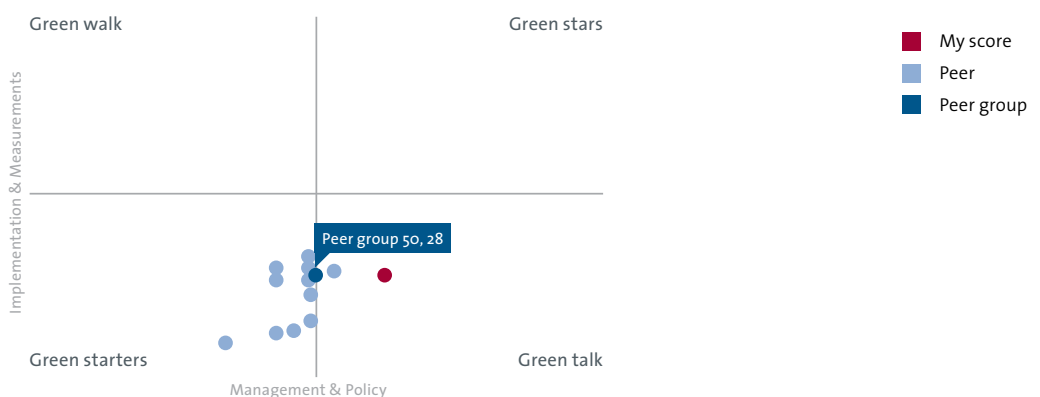 Green walk
Green stars
My score
Peer
Peer group
Implementation & Measurements
Peer group 50, 28
Green starters
Green talk
Management & Policy